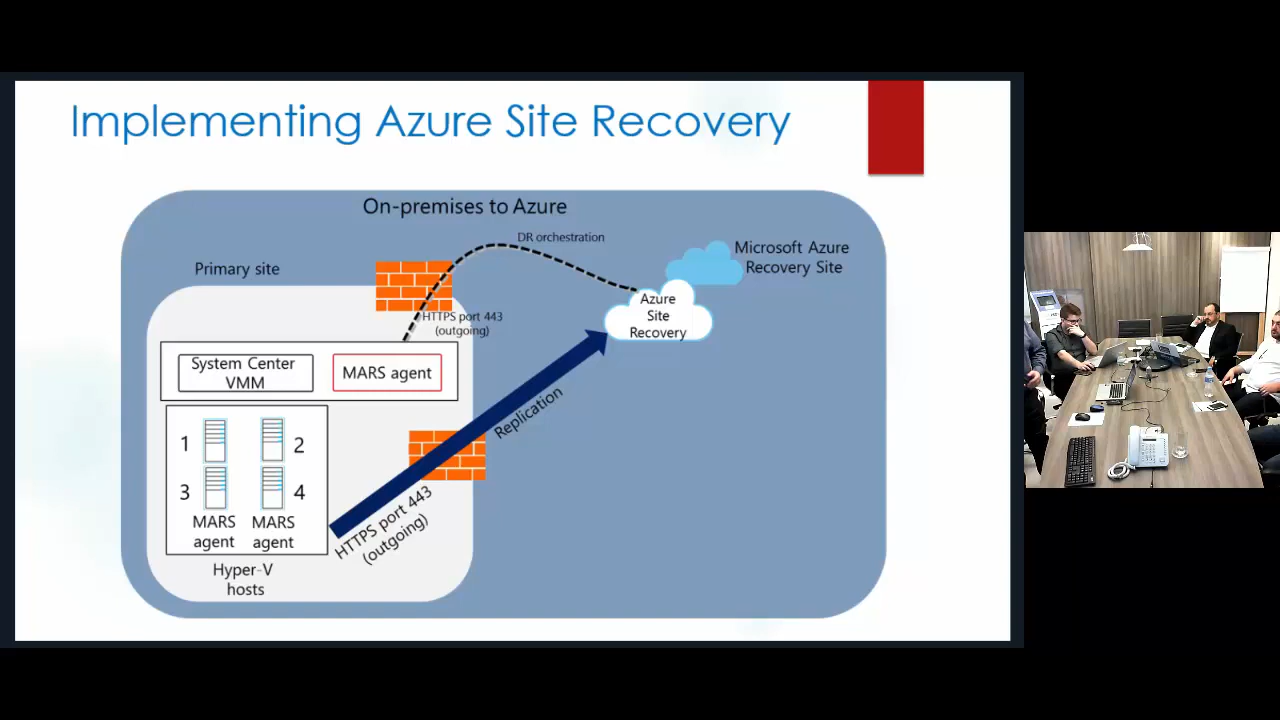 Implementing Azure Site Recovery
On-premises to Azure
DR orchestration
Microsoft Azure
Recovery Site
Primary site
Azure
Site
Recovery
HTTPS port 443
(outgoing)
System Center
VMM
MARS agent
Replication
1
2
3
4
MARS
agent
MARS
agent
HTTPS port 443
(outgoing)
Hyper-V
hosts